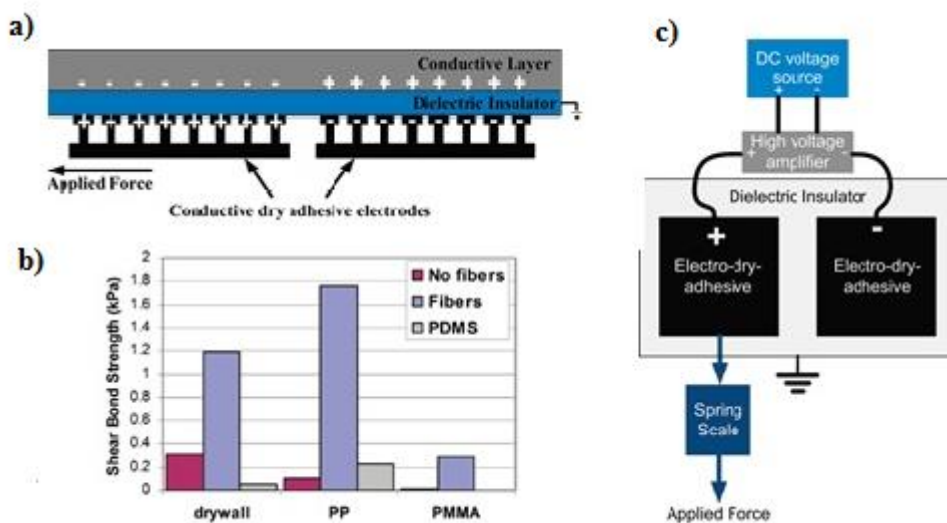 a)
Conductive Layer
Dielectric Insulator
Applied Force
Conductive dry adhesive electrodes
b)
Shear Bond Strength (kPa)
2
1.8
1.6
1.4
1.2
1
0.8
0.6
0.4
0.2
0
No fibers
Fibers
PDMS
drywall PP PMMA
c)
DC voltage
source
+ -
High voltage
+ amplifier -
Dielectric Insulator
+ -
Electro-dry- Electro-dry-
adhesive adhesive
Spring
Scale
Applied Force